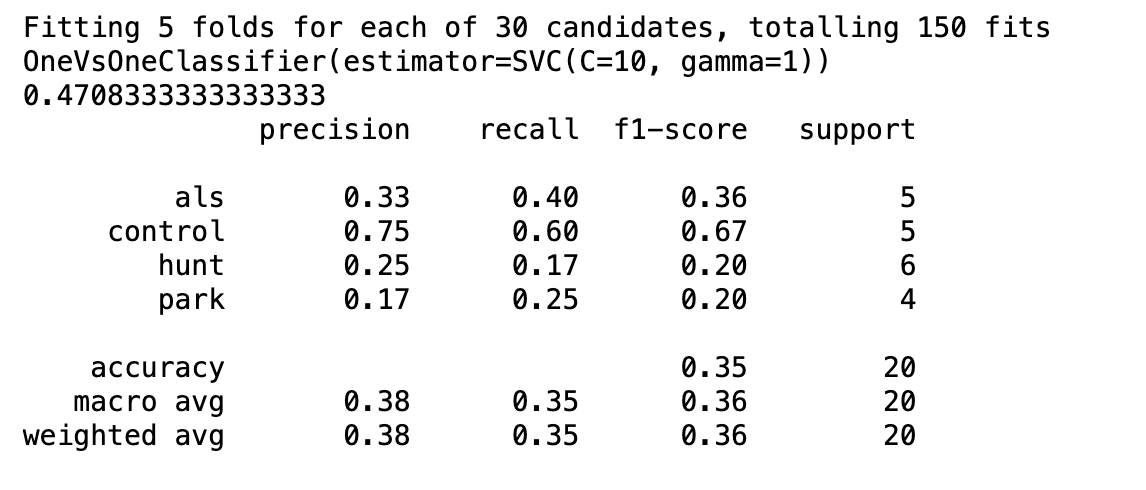 Fitting 5 folds for each of 30 candidates, totalling 150 fits
OneVsOneClassifier(estimator=SVC(C=10, gamma=1))
0.4708333333333333
precision recall f1-score support
als 0.33 0.40 0.36 5
control 0.75 0.60 0.67 5
hunt 0.25 0.17 0.20 6
park 0.17 0.25 0.20 4
accuracy 0.35 20
macro avg 0.38 0.35 0.36 20
weighted avg 0.38 0.35 0.36 20